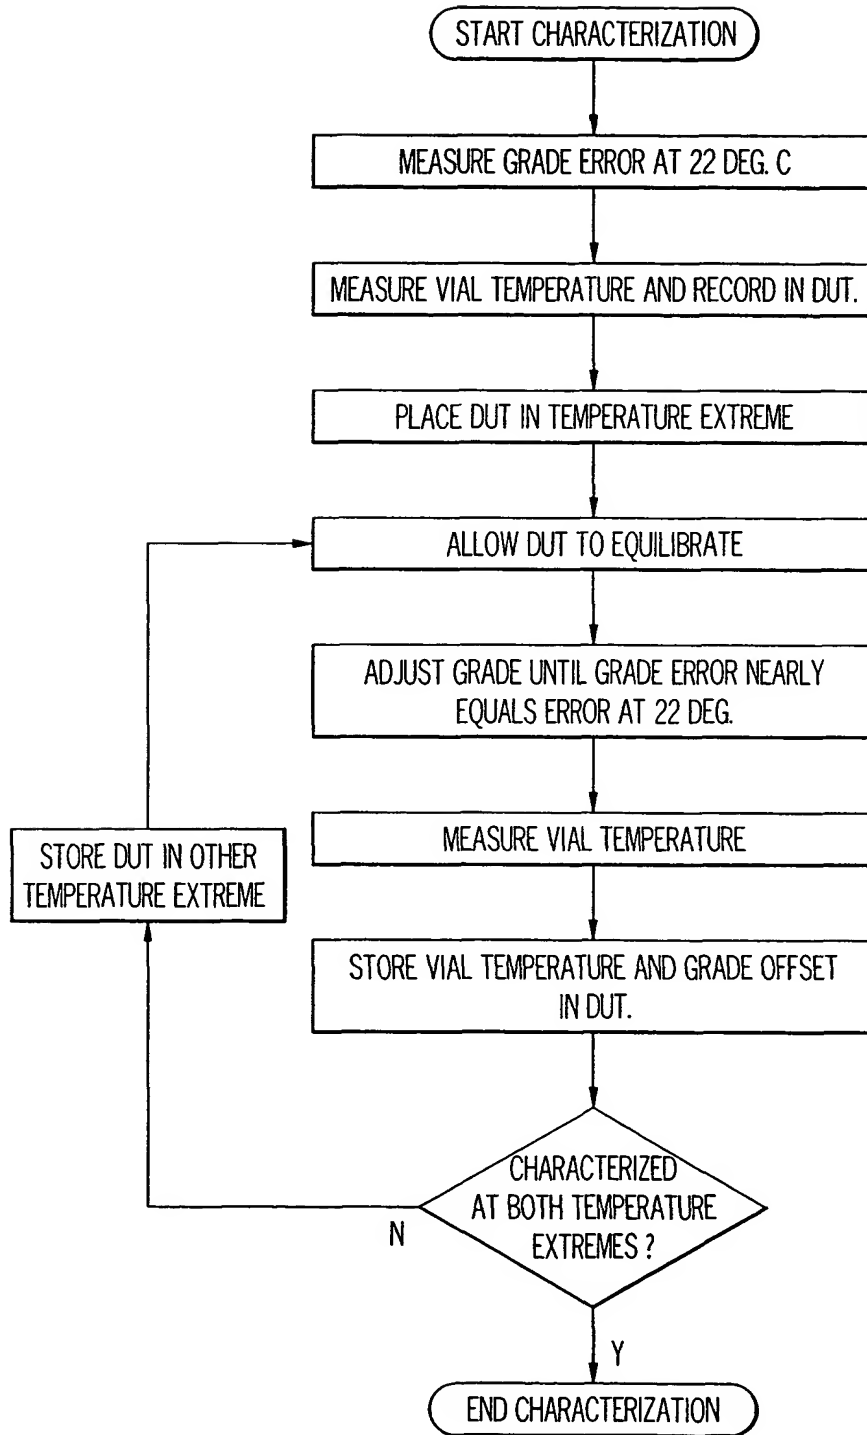 START CHARACTERIZATION
MEASURE GRADE ERROR AT 22 DEG. C
MEASURE VIAL TEMPERATURE AND RECORD IN DUT.
PLACE DUT IN TEMPERATURE EXTREME
ALLOW DUT TO EQUILIBRATE
ADJUST GRADE UNTIL GRADE ERROR NEARLY
EQUALS ERROR AT 22 DEG.
MEASURE VIAL TEMPERATURE
STORE DUT IN OTHER
TEMPERATURE EXTREME
STORE VIAL TEMPERATURE AND GRADE OFFSET
IN DUT.
CHARACTERIZED
AT BOTH TEMPERATURE
EXTREMES ?
N
Y
END CHARACTERIZATION